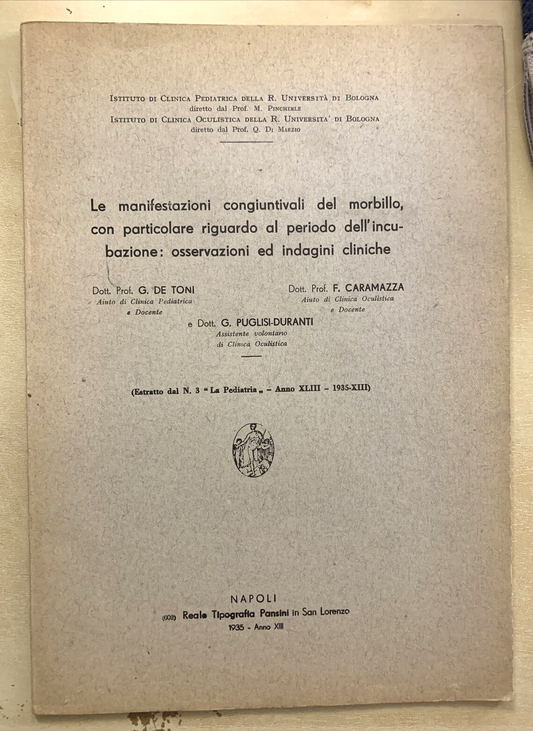 Istituto di Clinica Pediatrica della R. Università di Bologna
diretto dal Prof. M. Pincherle
Istituto di Clinica Oculistica della R. Universita' di Bologna
diretto dal Prof. Q. Di Marzio
Le manifestazioni congiuntivali del morbillo,
con particolare riguardo al periodo dell'incu-
bazione: osservazioni ed indagini cliniche
Dott. Prof. G. DE TONI Dott. Prof. F. CARAMAZZA
Aiuto di Clinica Pediatrica Aiuto di Clinica Oculistica
e Docente e Docente
e Dott. G. PUGLISI-DURANTI
Assistente volontario
di Clinica Oculistica
(Estratto dal N. 3 “ La Pediatria „ - Anno XLIII - 1935-XIII)
NAPOLI
Reale Tipografia Pansini in San Lorenzo
1935 - Anno XIII